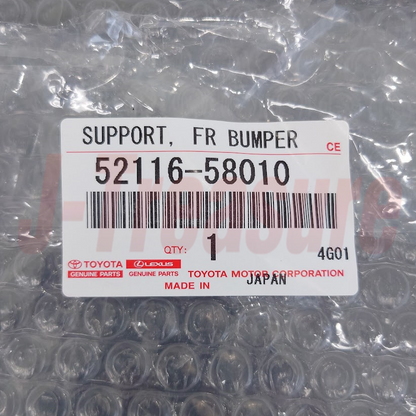 SUPPORT, FR BUMPER
CE
52116-58010
J-Treasure
QTY: 1
4G01
TOYOTA LEXUS TOYOTA MOTOR CORPORATION
GENUINE PARTS GENUINE PARTS
MADE IN JAPAN